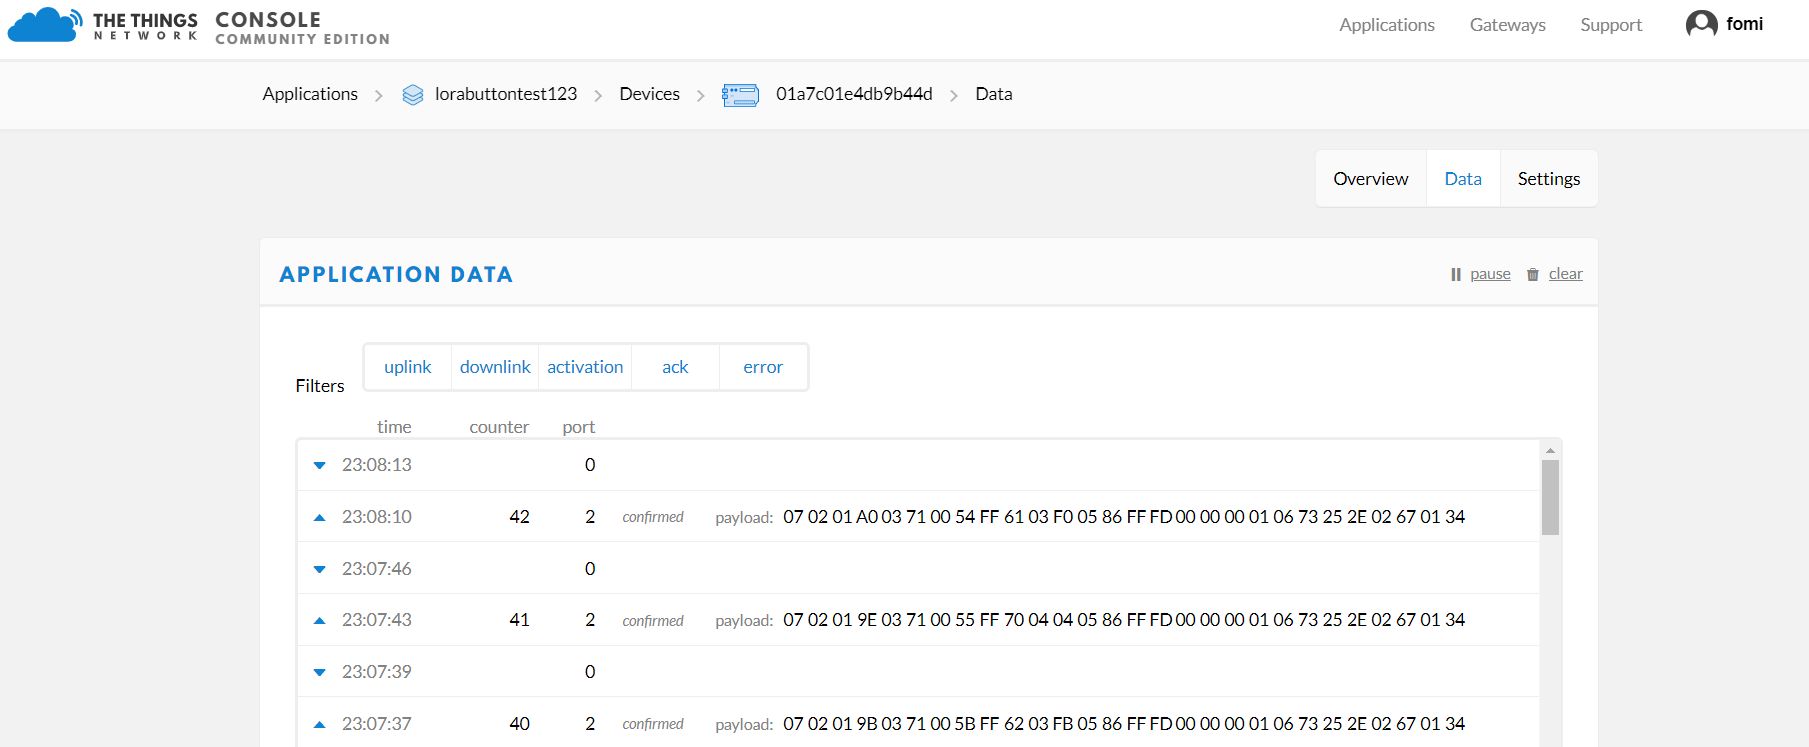 THE THINGS NETWORK CONSOLE COMMUNITY EDITION
Applications Gateways Support fomi
Applications lorabuttontest123 Devices 01a7c01e4db9b44d Data
Overview Data Settings
APPLICATION DATA pause clear
Filters uplink downlink activation ack error
time counter port
23:08:13 0
23:08:10 42 2 confirmed payload: 07 02 01 A0 03 71 00 54 FF 61 03 F0 05 86 FF FD 00 00 00 01 06 73 25 2E 02 67 01 34
23:07:46 0
23:07:43 41 2 confirmed payload: 07 02 01 9E 03 71 00 55 FF 70 04 04 05 86 FF FD 00 00 00 01 06 73 25 2E 02 67 01 34
23:07:39 0
23:07:37 40 2 confirmed payload: 07 02 01 9B 03 71 00 5B FF 62 03 FB 05 86 FF FD 00 00 00 01 06 73 25 2E 02 67 01 34